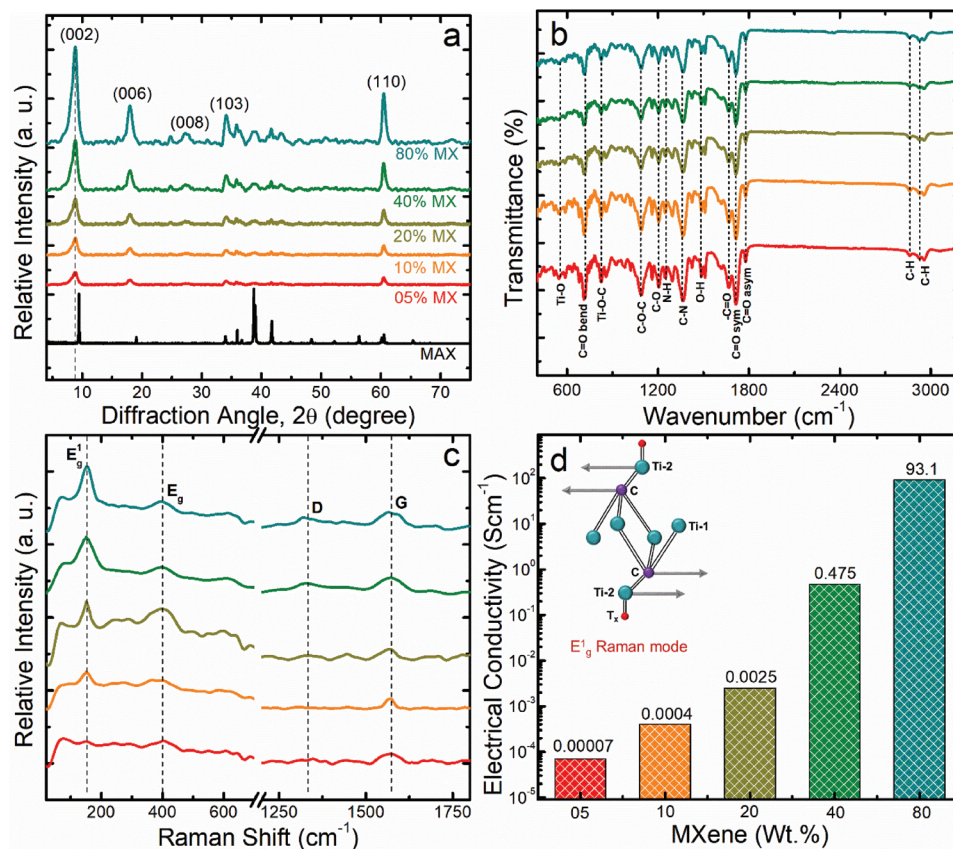 a
(002)
(006)
(008)
(103)
(110)
80% MX
40% MX
20% MX
10% MX
05% MX
MAX
Relative Intensity (a. u.)
10 20 30 40 50 60 70
Diffraction Angle, 2θ (degree)
b
Transmittance (%)
Ti-O
C=O bend
Ti-O-C
C-O-C
C-O
N-H
C-N
O-H
-C=O
C=O sym
C=O asym
C-H
C-H
600 1200 1800 2400 3000
Wavenumber (cm⁻¹)
c
E¹g
Eg
D
G
Relative Intensity (a. u.)
150 300 450 600 1250 1500 1750
Raman Shift (cm⁻¹)
d
Electrical Conductivity (Scm⁻¹)
10²
10¹
10⁰
10⁻¹
10⁻²
10⁻³
10⁻⁴
10⁻⁵
Ti-2
C
Ti-1
C
Ti-2
Tx
E¹g Raman mode
0.00007
0.0004
0.0025
0.475
93.1
05 10 20 40 80
MXene (Wt.%)